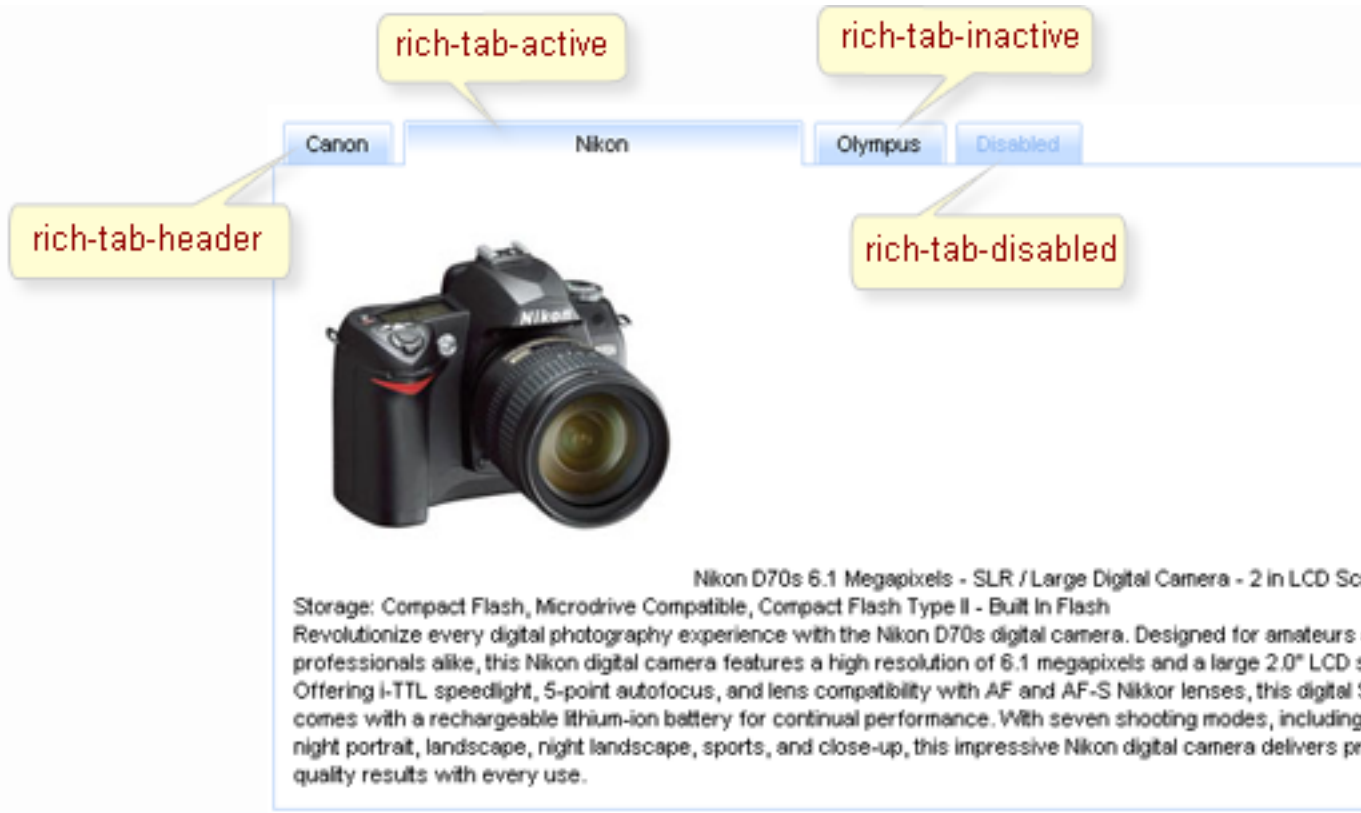 rich-tab-active
rich-tab-inactive
Canon
Nikon
Olympus
Disabled
rich-tab-header
rich-tab-disabled
Nikon
Nikon D70s 6.1 Megapixels - SLR / Large Digital Camera - 2 in LCD Sc
Storage: Compact Flash, Microdrive Compatible, Compact Flash Type II - Built In Flash
Revolutionize every digital photography experience with the Nikon D70s digital camera. Designed for amateurs
professionals alike, this Nikon digital camera features a high resolution of 6.1 megapixels and a large 2.0" LCD s
Offering i-TTL speedlight, 5-point autofocus, and lens compatibility with AF and AF-S Nikkor lenses, this digital S
comes with a rechargeable lithium-ion battery for continual performance. With seven shooting modes, including
night portrait, landscape, night landscape, sports, and close-up, this impressive Nikon digital camera delivers pr
quality results with every use.